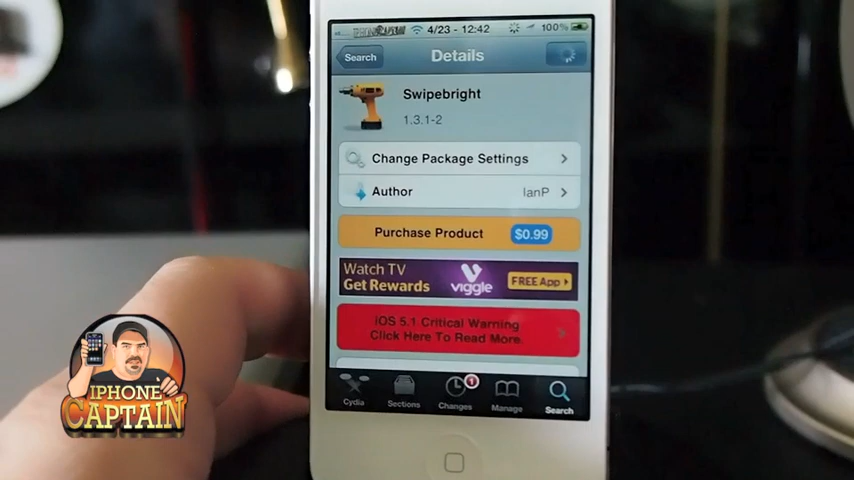 4/23 - 12:42
100%
Search
Details
Swipebright
1.3.1-2
Change Package Settings
Author
IanP
Purchase Product
$0.99
Watch TV
Get Rewards
viggle
FREE App
iOS 5.1 Critical Warning
Click Here To Read More.
Cydia
Sections
Changes
1
Manage
Search
IPHONE
CAPTAIN